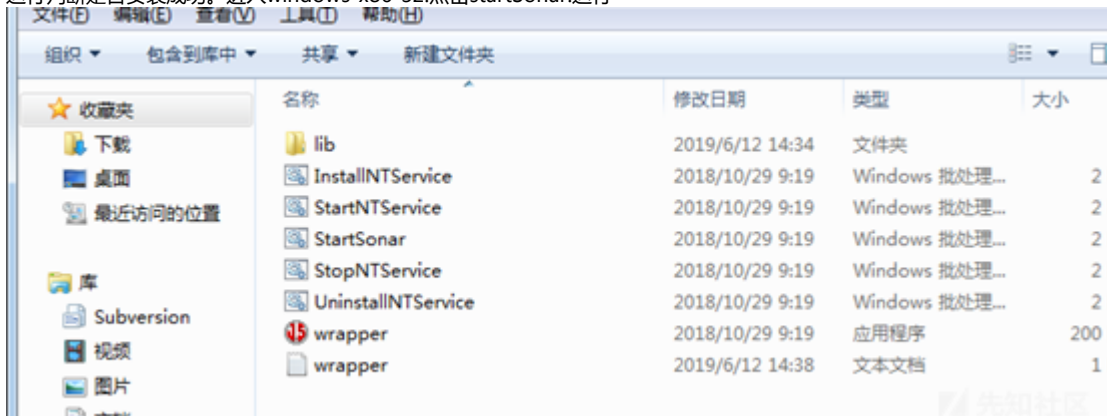 文件(F) 编辑(E) 查看(V) 工具(T) 帮助(H)
组织 包含到库中 共享 新建文件夹
名称 修改日期 类型 大小
收藏夹
下载
桌面
最近访问的位置
库
Subversion
视频
图片
lib 2019/6/12 14:34 文件夹
InstallNTService 2018/10/29 9:19 Windows 批处理... 2
StartNTService 2018/10/29 9:19 Windows 批处理... 2
StartSonar 2018/10/29 9:19 Windows 批处理... 2
StopNTService 2018/10/29 9:19 Windows 批处理... 2
UninstallNTService 2018/10/29 9:19 Windows 批处理... 2
wrapper 2018/10/29 9:19 应用程序 200
wrapper 2019/6/12 14:38 文本文档 1
先知社区